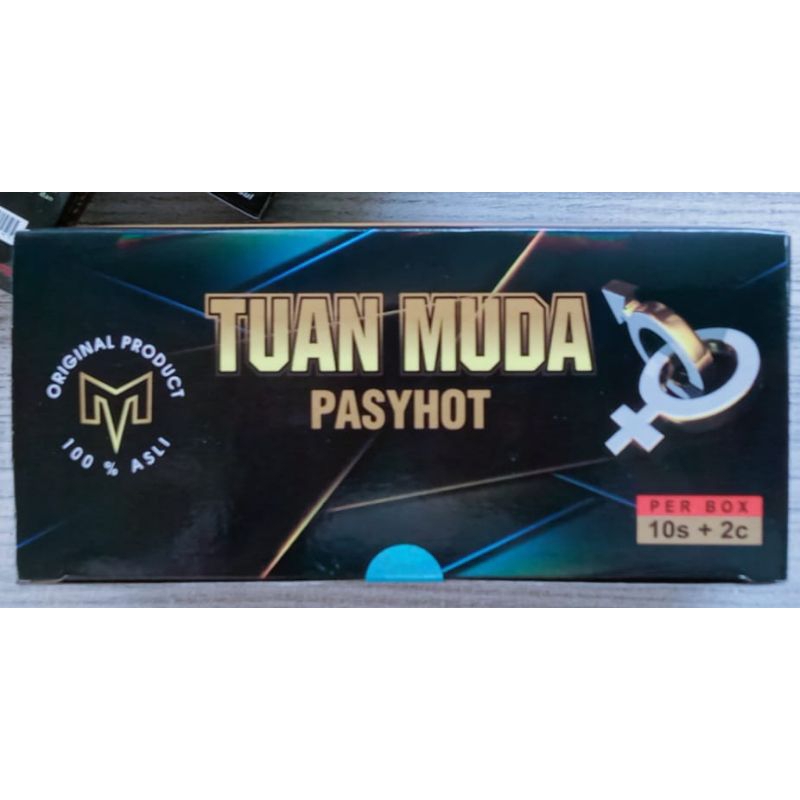 TUAN MUDA
PASYHOT
ORIGINAL PRODUCT
100 % ASLI
PER BOX
10s + 2c